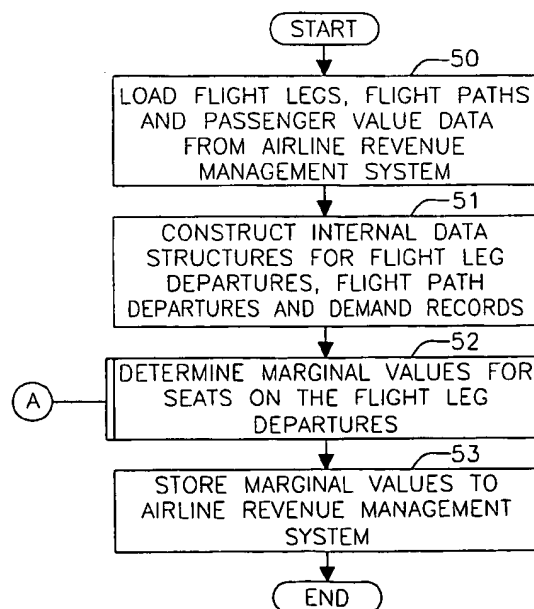 START
50
LOAD FLIGHT LEGS, FLIGHT PATHS
AND PASSENGER VALUE DATA
FROM AIRLINE REVENUE
MANAGEMENT SYSTEM
51
CONSTRUCT INTERNAL DATA
STRUCTURES FOR FLIGHT LEG
DEPARTURES, FLIGHT PATH
DEPARTURES AND DEMAND RECORDS
52
A
DETERMINE MARGINAL VALUES FOR
SEATS ON THE FLIGHT LEG
DEPARTURES
53
STORE MARGINAL VALUES TO
AIRLINE REVENUE MANAGEMENT
SYSTEM
END